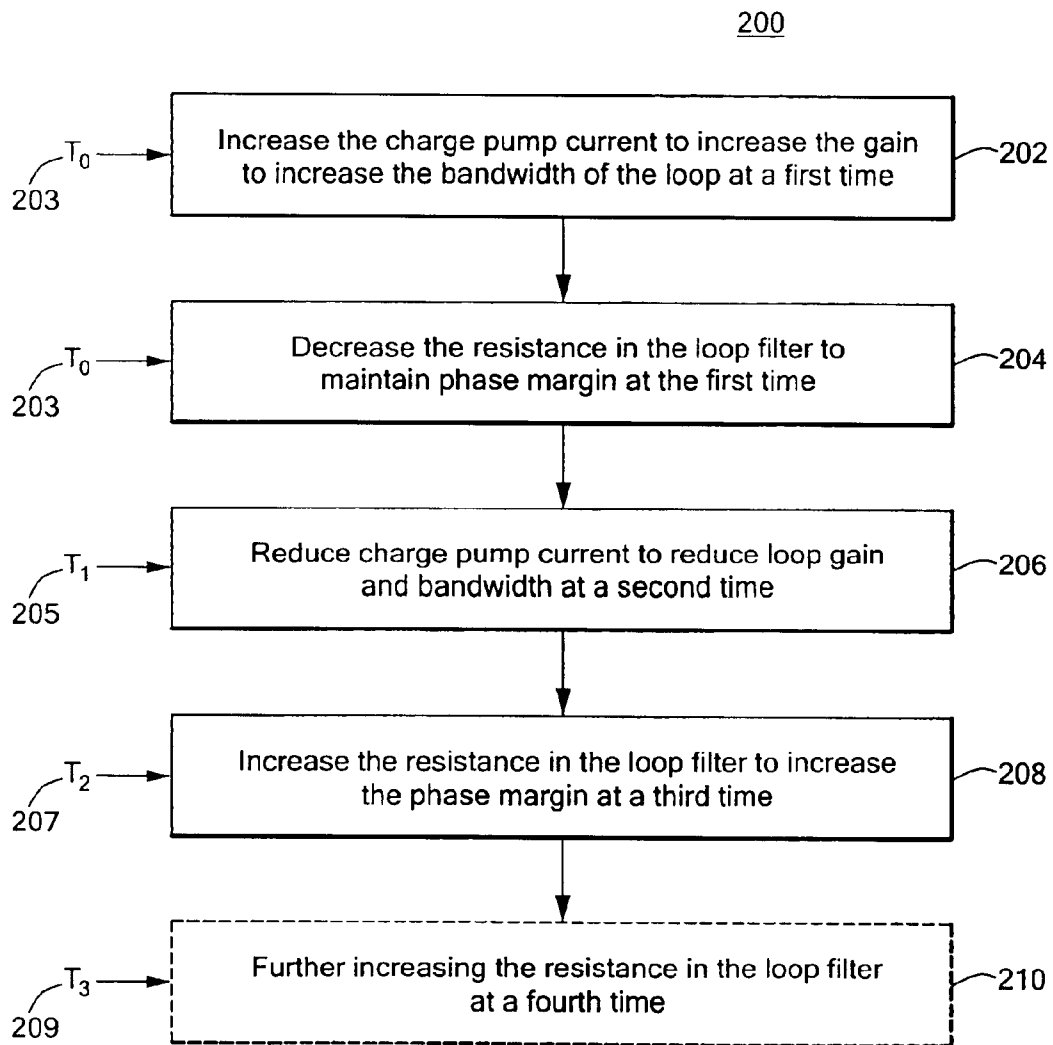 200
Increase the charge pump current to increase the gain
to increase the bandwidth of the loop at a first time
T0
203
202
Decrease the resistance in the loop filter to
maintain phase margin at the first time
T0
203
204
Reduce charge pump current to reduce loop gain
and bandwidth at a second time
T1
205
206
Increase the resistance in the loop filter to increase
the phase margin at a third time
T2
207
208
Further increasing the resistance in the loop filter
at a fourth time
T3
209
210